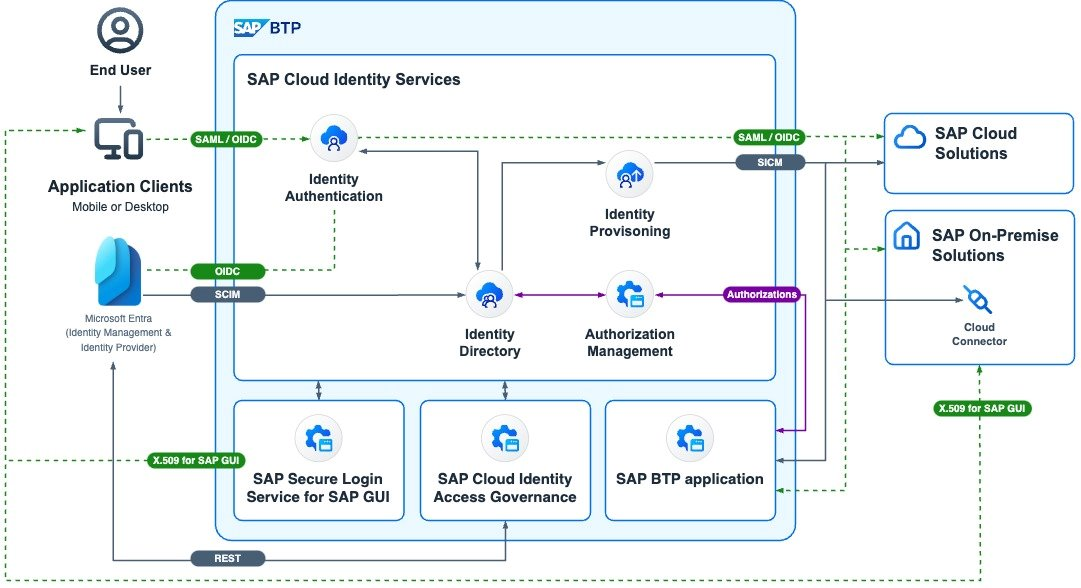 SAP BTP
End User
SAP Cloud Identity Services
SAML / OIDC
SAML / OIDC
SAP Cloud
Solutions
Application Clients
Mobile or Desktop
Identity
Authentication
SICM
Identity
Provisoning
SAP On-Premise
Solutions
OIDC
SCIM
Authorizations
Microsoft Entra
(Identity Management &
Identity Provider)
Identity
Directory
Authorization
Management
Cloud
Connector
X.509 for SAP GUI
X.509 for SAP GUI
SAP Secure Login
Service for SAP GUI
SAP Cloud Identity
Access Governance
SAP BTP application
REST